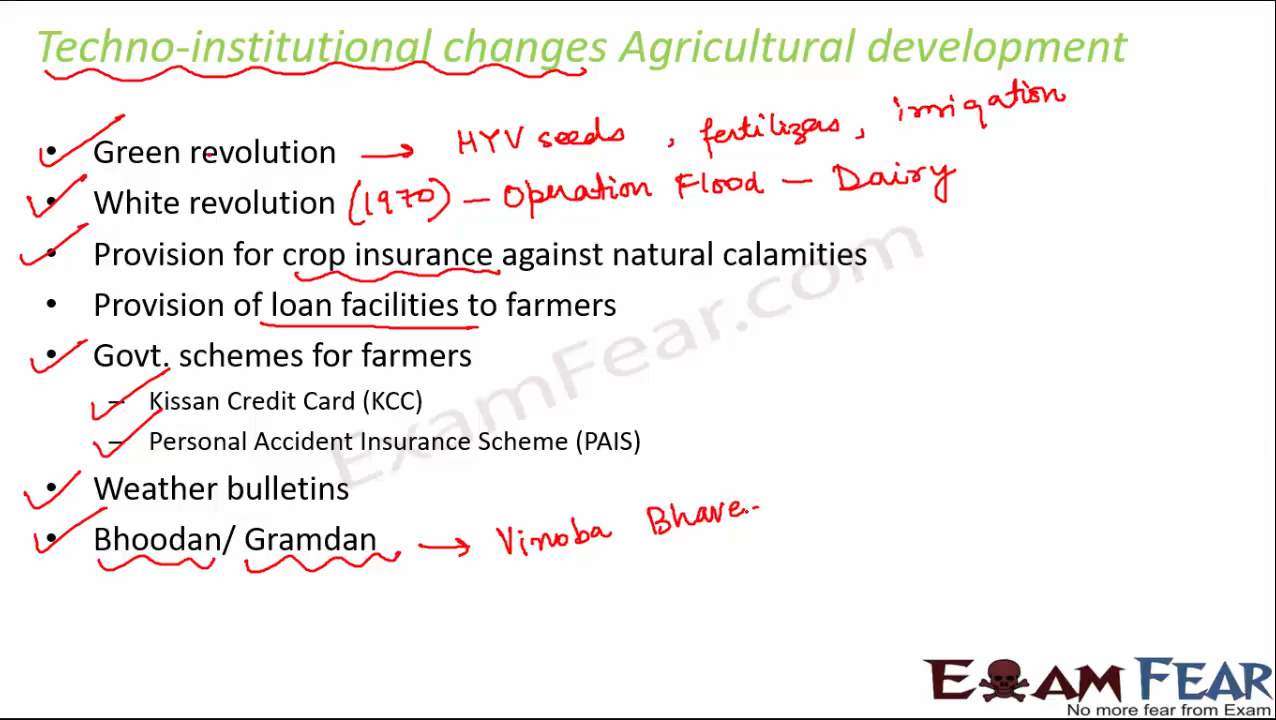 Techno-institutional changes Agricultural development
• Green revolution → HYV seeds, fertilizers, irrigation
• White revolution (1970) – Operation Flood – Dairy
• Provision for crop insurance against natural calamities
• Provision of loan facilities to farmers
• Govt. schemes for farmers
– Kissan Credit Card (KCC)
– Personal Accident Insurance Scheme (PAIS)
• Weather bulletins
• Bhoodan/ Gramdan → Vinoba Bhave.
ExamFear.com
EXAM FEAR
No more fear from Exam